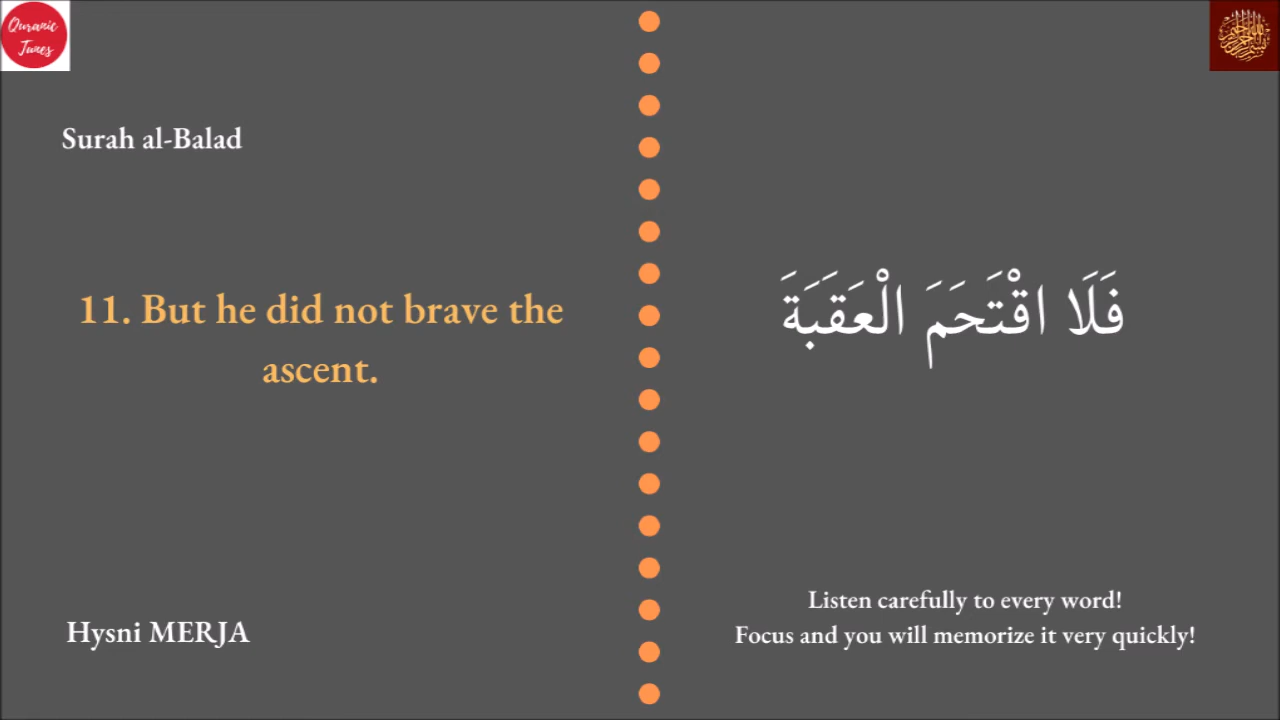 Quranic
Tunes
Surah al-Balad
11. But he did not brave the
ascent.
فَلَا اقْتَحَمَ الْعَقَبَةَ
Hysni MERJA
Listen carefully to every word!
Focus and you will memorize it very quickly!